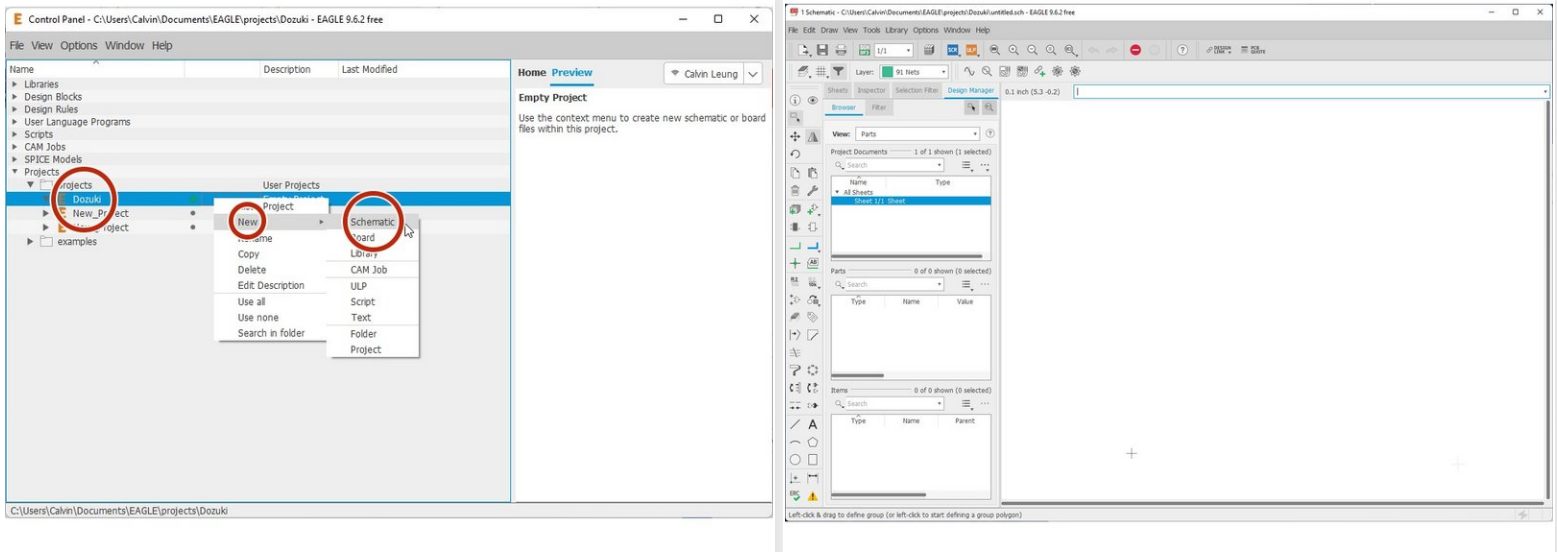 Control Panel - C:\Users\Calvin\Documents\EAGLE\projects\Dozuki - EAGLE 9.6.2 free
File View Options Window Help
Name Description Last Modified
Libraries
Design Blocks
Design Rules
User Language Programs
Scripts
CAM Jobs
SPICE Models
Projects
projects User Projects
Dozuki
New_Project
examples
Project
New
Rename
Copy
Delete
Edit Description
Use all
Use none
Search in folder
Schematic
Board
Library
CAM Job
ULP
Script
Text
Folder
Project
Home Preview
Calvin Leung
Empty Project
Use the context menu to create new schematic or board
files within this project.
C:\Users\Calvin\Documents\EAGLE\projects\Dozuki
1 Schematic - C:\Users\Calvin\Documents\EAGLE\projects\Dozuki\untitled.sch - EAGLE 9.6.2 free
File Edit Draw View Tools Library Options Window Help
1/1 SCR ULP DESIGN LINK PCB QUOTE
Layer: 91 Nets
Sheets Inspector Selection Filter Design Manager
0.1 inch (5.3 -0.2)
Browser Filter
View: Parts
Project Documents 1 of 1 shown (1 selected)
Search
Name Type
All Sheets
Sheet 1/1 Sheet
Parts 0 of 0 shown (0 selected)
Search
Type Name Value
Items 0 of 0 shown (0 selected)
Search
Type Name Parent
ERC
Left-click & drag to define group (or left-click to start defining a group polygon)